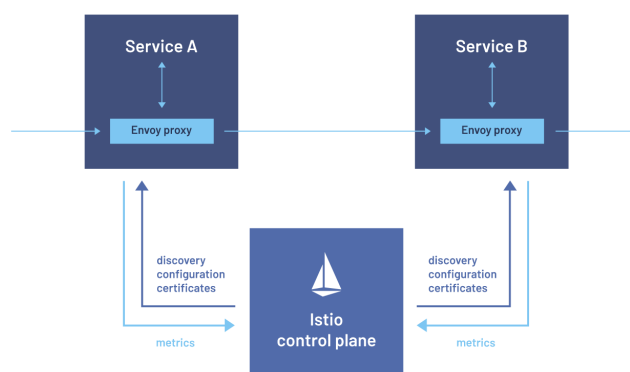 Service A
Service B
Envoy proxy
Envoy proxy
discovery
configuration
certificates
discovery
configuration
certificates
Istio
control plane
metrics
metrics